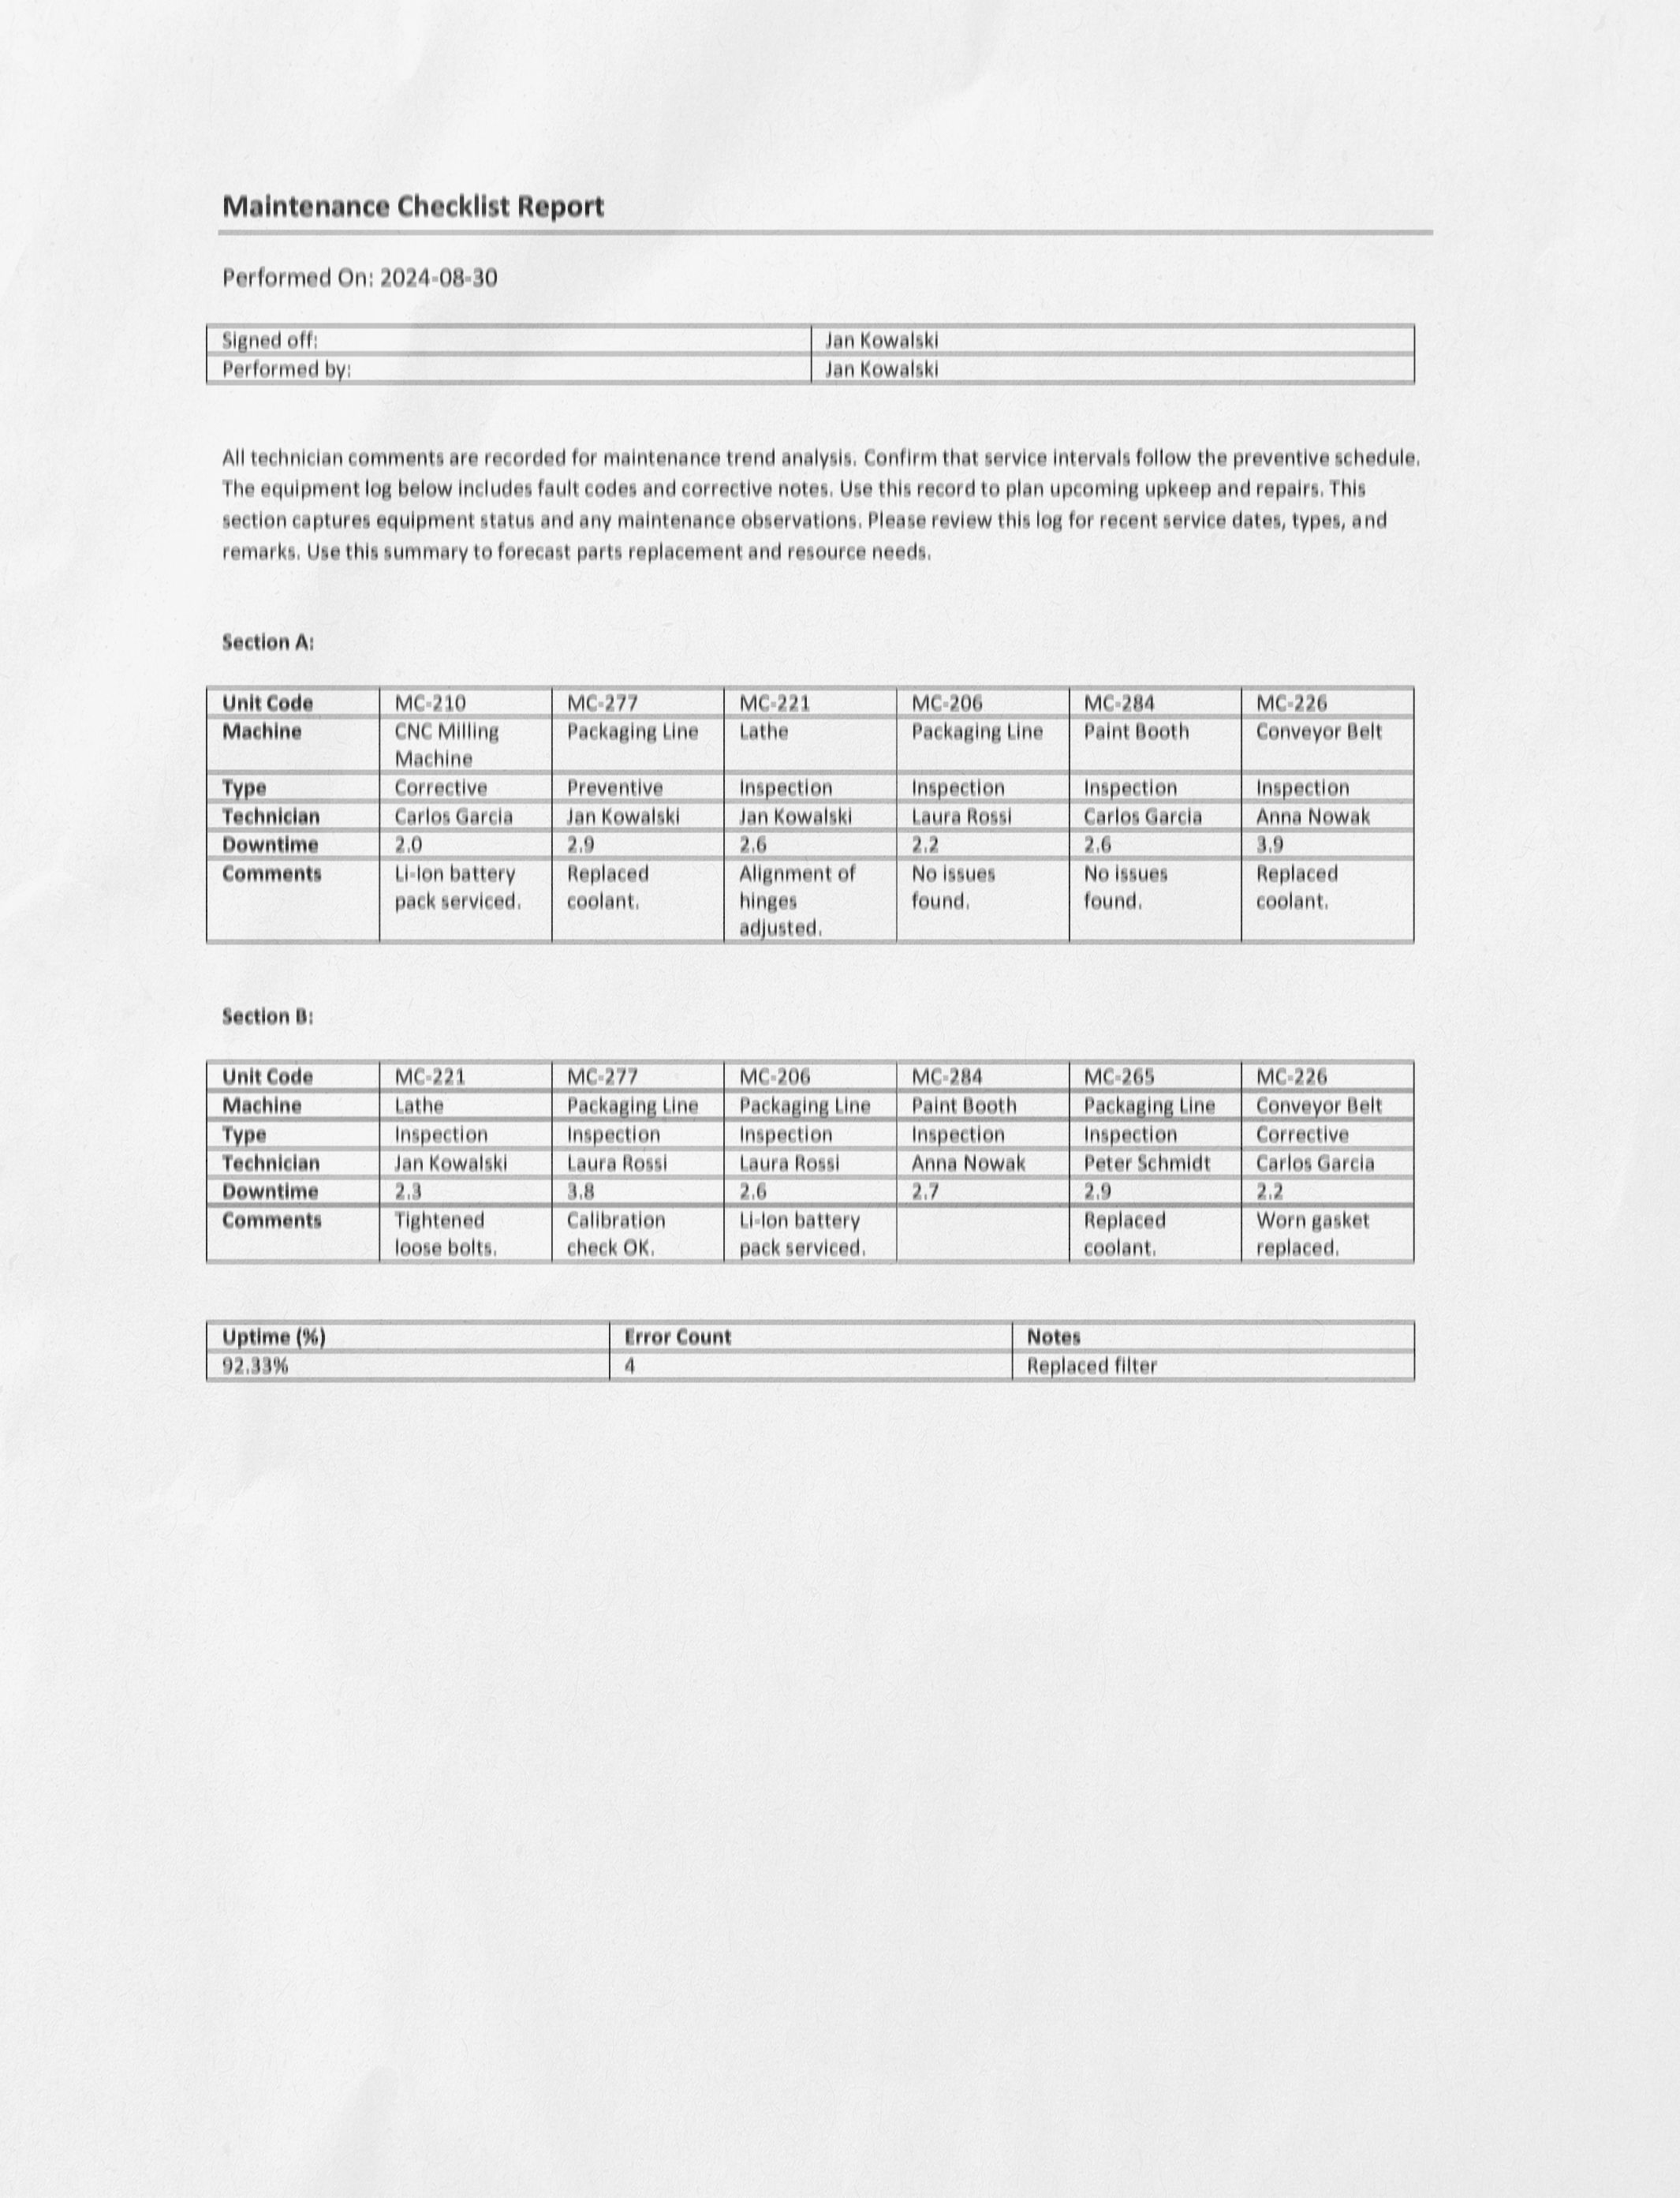 Maintenance Checklist Report
Performed On: 2024-08-30
Signed off: Jan Kowalski
Performed by: Jan Kowalski
All technician comments are recorded for maintenance trend analysis. Confirm that service intervals follow the preventive schedule.
The equipment log below includes fault codes and corrective notes. Use this record to plan upcoming upkeep and repairs. This
section captures equipment status and any maintenance observations. Please review this log for recent service dates, types, and
remarks. Use this summary to forecast parts replacement and resource needs.
Section A:
Unit Code MC-210 MC-277 MC-221 MC-206 MC-284 MC-226
Machine CNC Milling Packaging Line Lathe Packaging Line Paint Booth Conveyor Belt
Machine
Type Corrective Preventive Inspection Inspection Inspection Inspection
Technician Carlos Garcia Jan Kowalski Jan Kowalski Laura Rossi Carlos Garcia Anna Nowak
Downtime 2.0 2.9 2.6 2.2 2.6 3.9
Comments Li-Ion battery Replaced Alignment of No issues No issues Replaced
pack serviced. coolant. hinges found. found. coolant.
adjusted.
Section B:
Unit Code MC-221 MC-277 MC-206 MC-284 MC-265 MC-226
Machine Lathe Packaging Line Packaging Line Paint Booth Packaging Line Conveyor Belt
Type Inspection Inspection Inspection Inspection Inspection Corrective
Technician Jan Kowalski Laura Rossi Laura Rossi Anna Nowak Peter Schmidt Carlos Garcia
Downtime 2.3 3.8 2.6 2.7 2.9 2.2
Comments Tightened Calibration Li-Ion battery Replaced Worn gasket
loose bolts. check OK. pack serviced. coolant. replaced.
Uptime (%) Error Count Notes
92.33% 4 Replaced filter